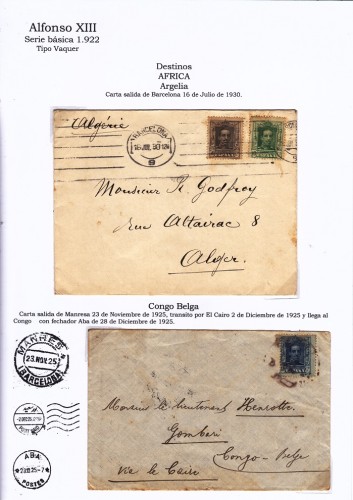 Alfonso XIII
Serie básica 1.922
Tipo Vaquer
Destinos
AFRICA
Argelia
Carta salida de Barcelona 16 de Julio de 1930.
(Algérie
BARCELONA
16 JUL 30
9
Monsieur R. Godfroy
rue Altairac 8
Alger.
Congo Belga
Carta salida de Manresa 23 de Noviembre de 1925, transito por El Cairo 2 de Diciembre de 1925 y llega al
Congo con fechador Aba de 28 de Diciembre de 1925.
MANRESA
23.NOV.25
(BARCELONA)
Monsieur le lieutenant Henrotte
Gombari
Congo-Belge
via le Caire
ABA
POSTES